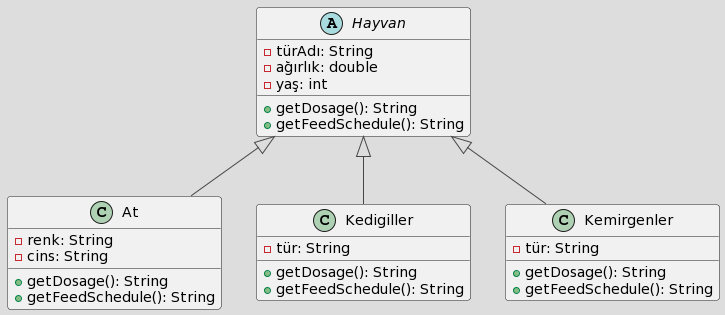 A Hayvan
türAdı: String
ağırlık: double
yaş: int
getDosage(): String
getFeedSchedule(): String
C At
renk: String
cins: String
getDosage(): String
getFeedSchedule(): String
C Kedigiller
tür: String
getDosage(): String
getFeedSchedule(): String
C Kemirgenler
tür: String
getDosage(): String
getFeedSchedule(): String